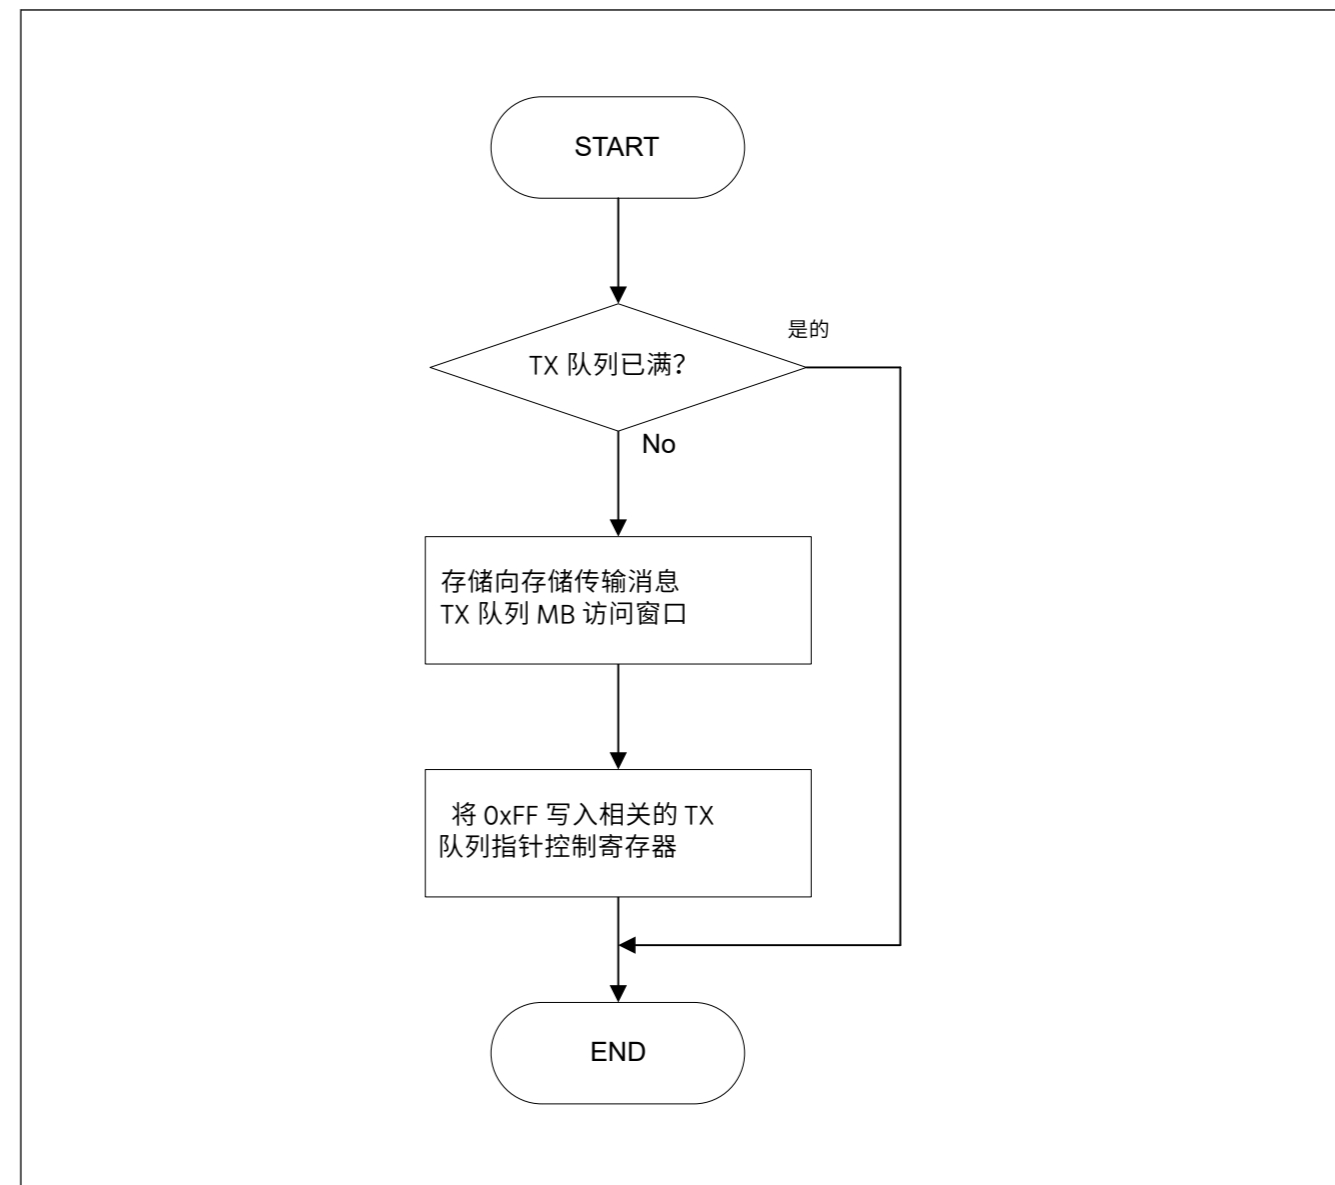 START
是的
TX 队列已满？
No
存储向存储传输消息
TX 队列 MB 访问窗口
将 0xFF 写入相关的 TX
队列指针控制寄存器
END